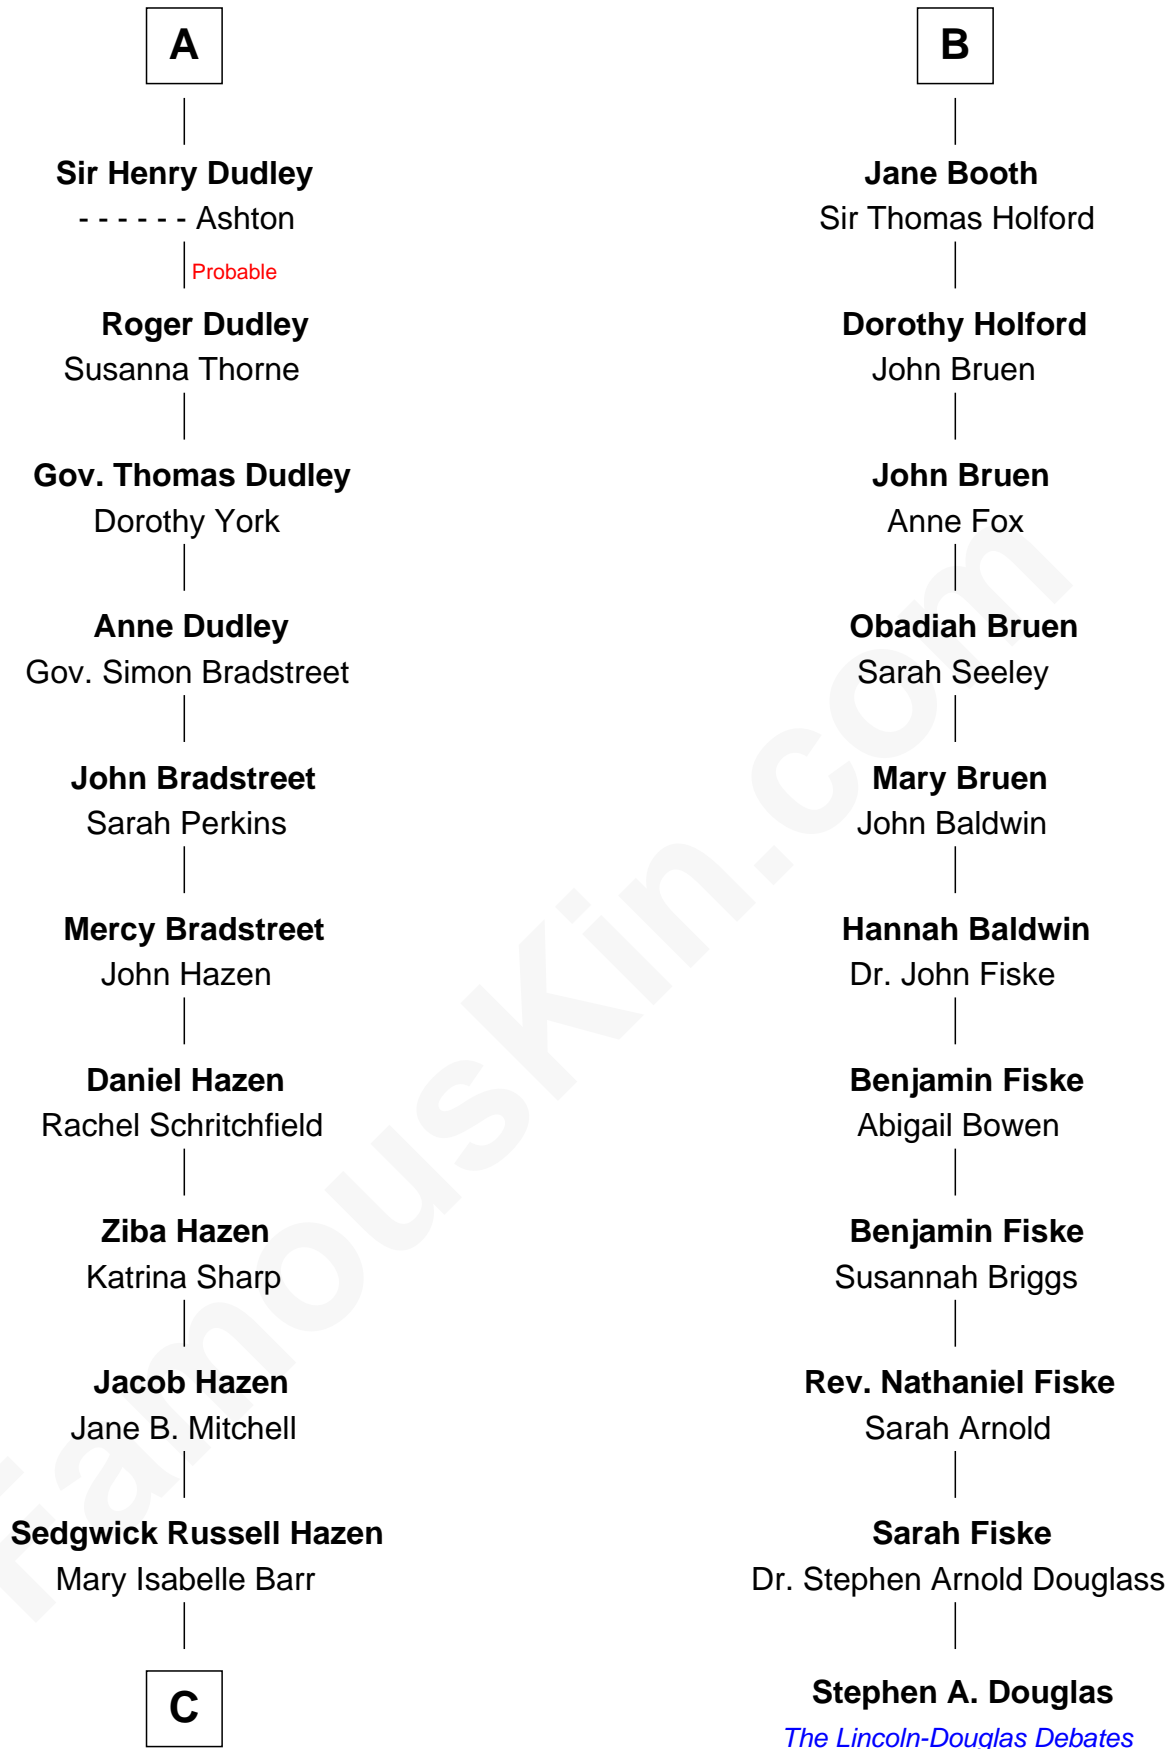 A
Sir Henry Dudley
- - - - - - Ashton
Probable
Roger Dudley
Susanna Thorne
Gov. Thomas Dudley
Dorothy York
Anne Dudley
Gov. Simon Bradstreet
John Bradstreet
Sarah Perkins
Mercy Bradstreet
John Hazen
Daniel Hazen
Rachel Schritchfield
Ziba Hazen
Katrina Sharp
Jacob Hazen
Jane B. Mitchell
Sedgwick Russell Hazen
Mary Isabelle Barr
C
B
Jane Booth
Sir Thomas Holford
Dorothy Holford
John Bruen
John Bruen
Anne Fox
Obadiah Bruen
Sarah Seeley
Mary Bruen
John Baldwin
Hannah Baldwin
Dr. John Fiske
Benjamin Fiske
Abigail Bowen
Benjamin Fiske
Susannah Briggs
Rev. Nathaniel Fiske
Sarah Arnold
Sarah Fiske
Dr. Stephen Arnold Douglass
Stephen A. Douglas
The Lincoln-Douglas Debates
FamousKin.com